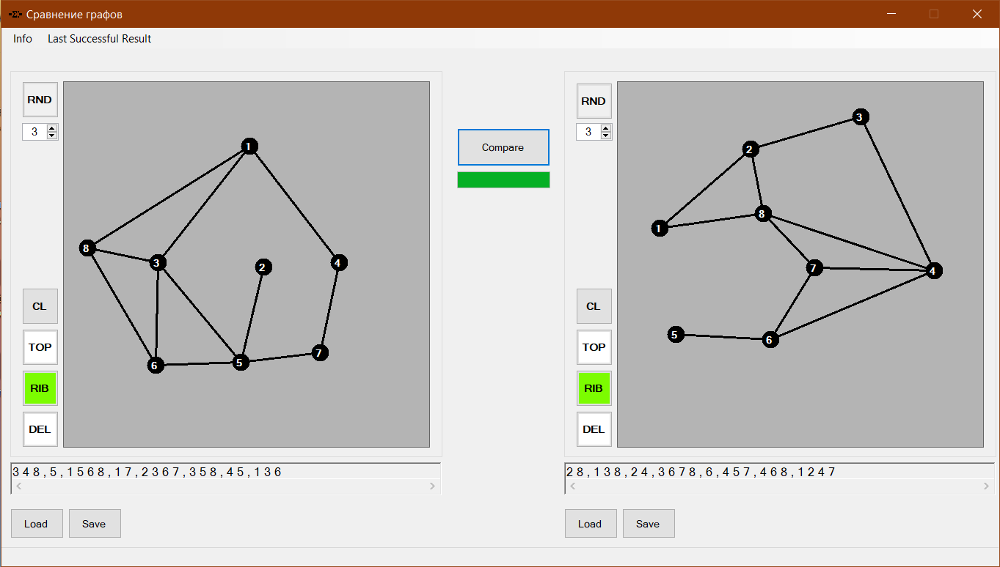 Сравнение графов
Info Last Successful Result
RND
3
CL
TOP
RIB
DEL
1
8
3
2
4
6
5
7
3 4 8 , 5 , 1 5 6 8 , 1 7 , 2 3 6 7 , 3 5 8 , 4 5 , 1 3 6
Load Save
Compare
RND
3
CL
TOP
RIB
DEL
3
2
8
1
7
4
5
6
2 8 , 1 3 8 , 2 4 , 3 6 7 8 , 6 , 4 5 7 , 4 6 8 , 1 2 4 7
Load Save